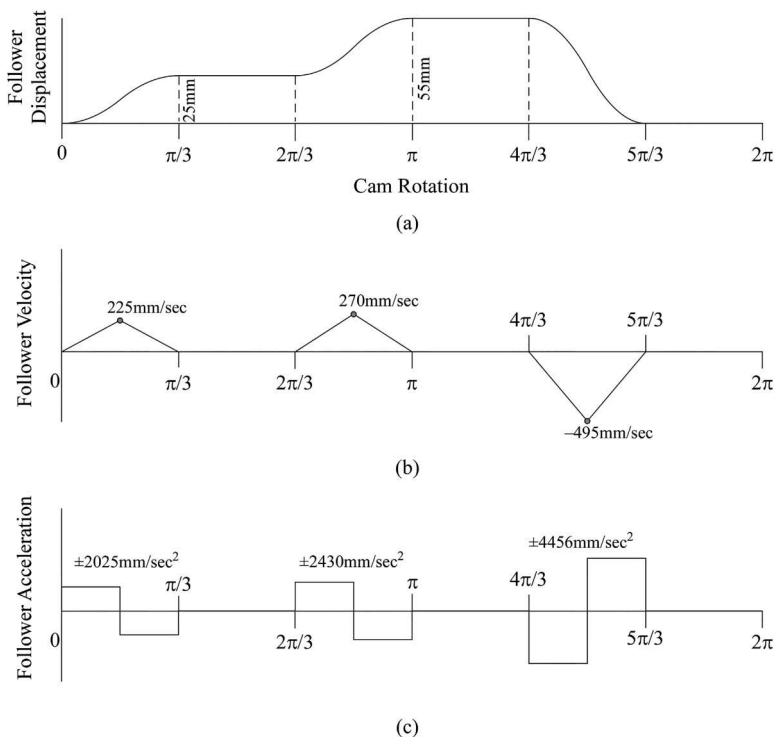 Follower
Displacement
25mm
55mm
0
π/3
2π/3
π
4π/3
5π/3
2π
Cam Rotation
(a)
Follower Velocity
225mm/sec
270mm/sec
4π/3
5π/3
0
π/3
2π/3
π
2π
–495mm/sec
(b)
Follower Acceleration
±2025mm/sec²
±2430mm/sec²
±4456mm/sec²
π/3
π
4π/3
0
2π/3
5π/3
2π
(c)